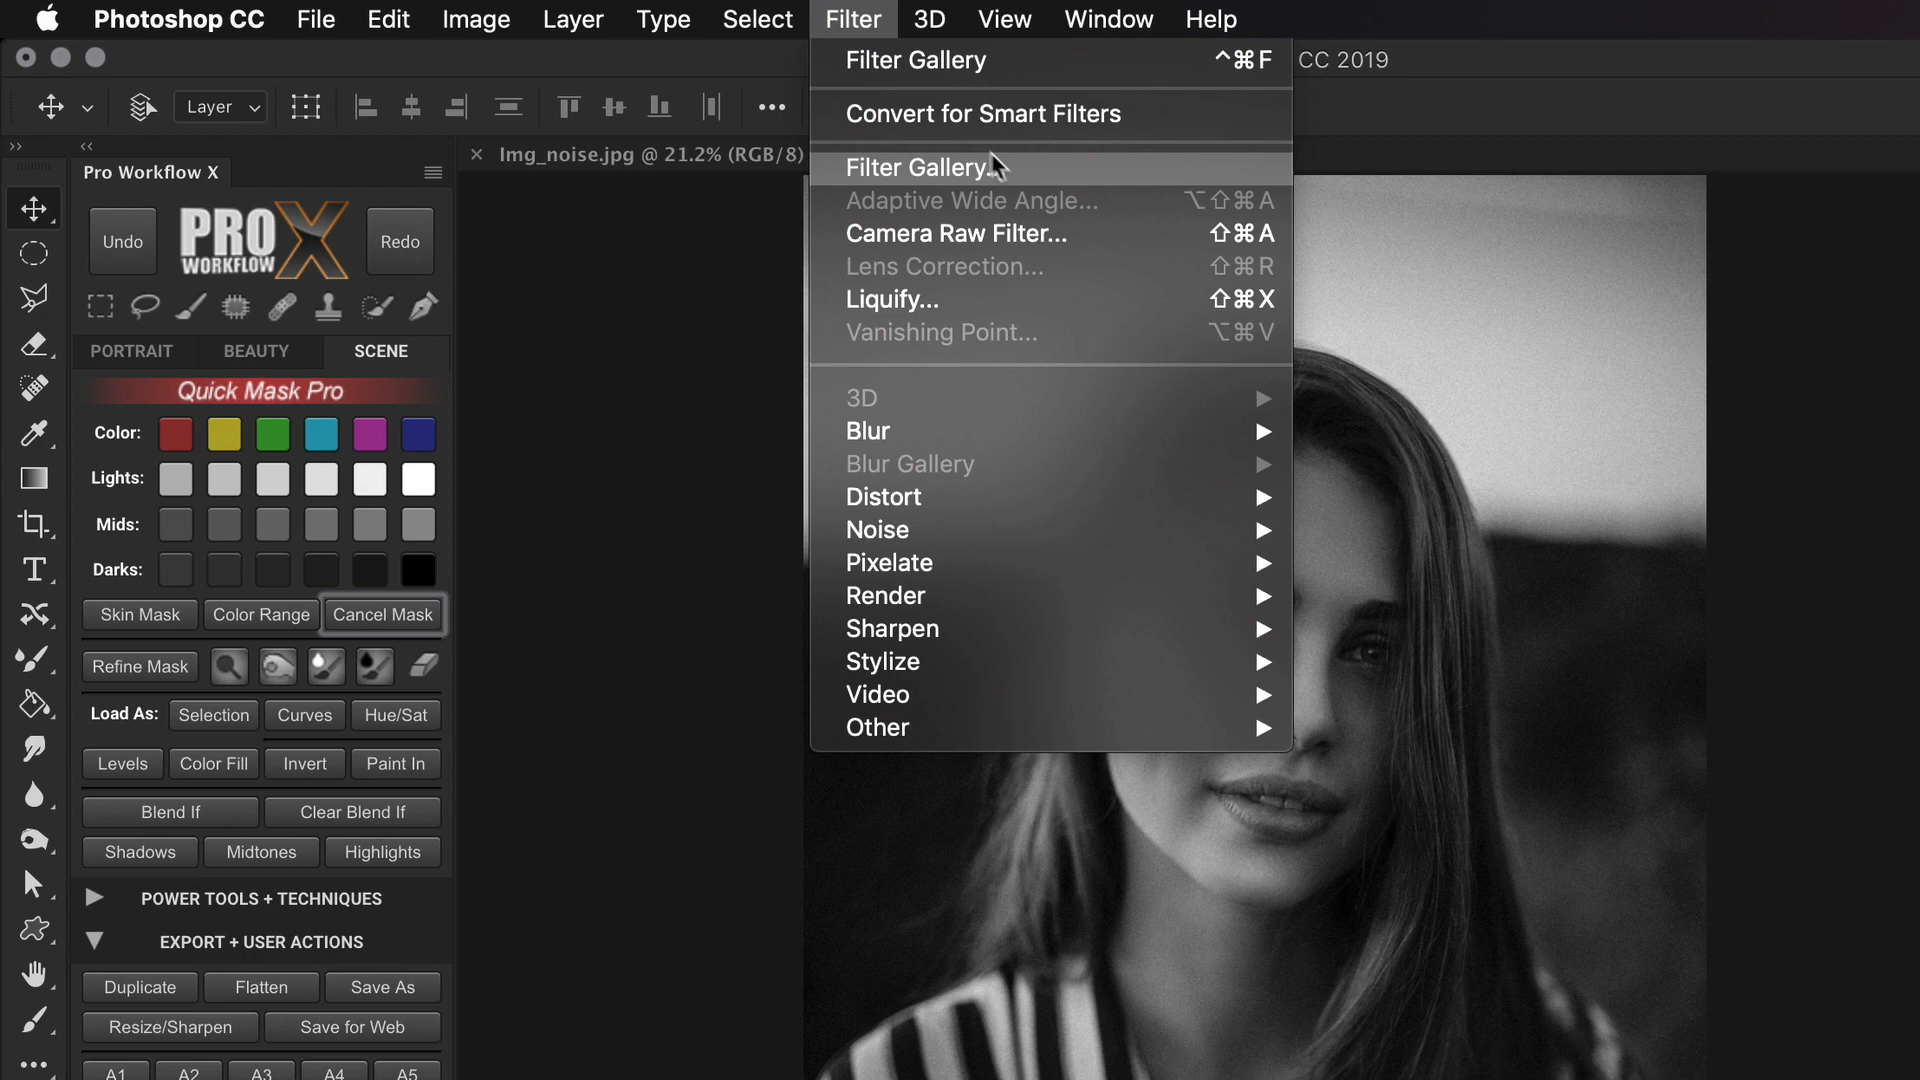 Photoshop CC File Edit Image Layer Type Select Filter 3D View Window Help
Filter Gallery ^⌘F
CC 2019
Layer
Convert for Smart Filters
Img_noise.jpg @ 21.2% (RGB/8)
Filter Gallery...
Adaptive Wide Angle... ⌥⇧⌘A
Camera Raw Filter... ⇧⌘A
Lens Correction... ⇧⌘R
Liquify... ⇧⌘X
Vanishing Point... ⌥⌘V
3D
Blur
Blur Gallery
Distort
Noise
Pixelate
Render
Sharpen
Stylize
Video
Other
Pro Workflow X
Undo
PRO
WORKFLOW X
Redo
PORTRAIT BEAUTY SCENE
Quick Mask Pro
Color:
Lights:
Mids:
Darks:
Skin Mask Color Range Cancel Mask
Refine Mask
Load As: Selection Curves Hue/Sat
Levels Color Fill Invert Paint In
Blend If Clear Blend If
Shadows Midtones Highlights
POWER TOOLS + TECHNIQUES
EXPORT + USER ACTIONS
Duplicate Flatten Save As
Resize/Sharpen Save for Web
A1 A2 A3 A4 A5